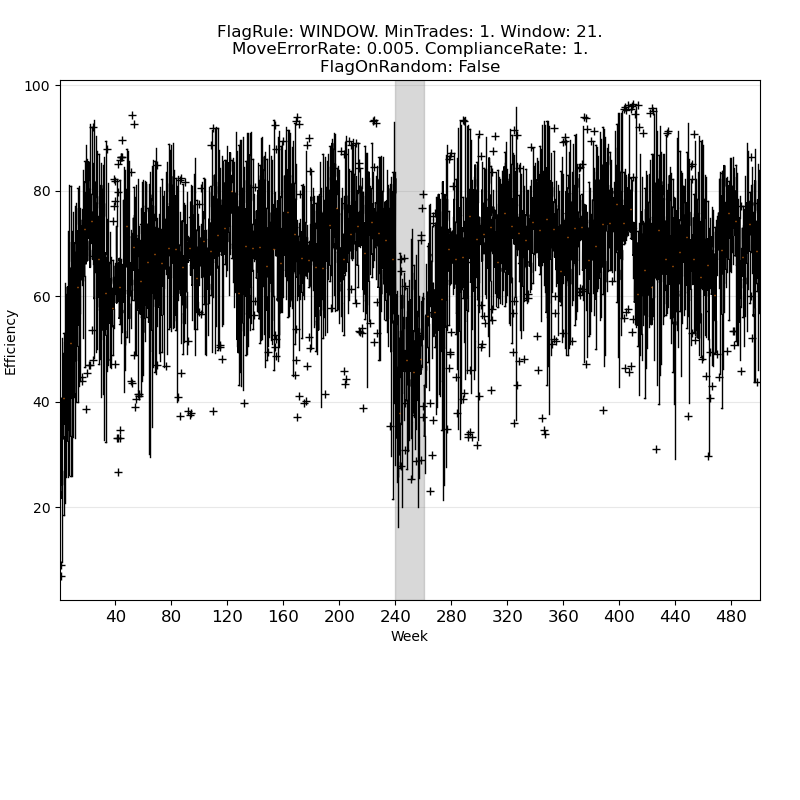 FlagRule: WINDOW. MinTrades: 1. Window: 21.
MoveErrorRate: 0.005. ComplianceRate: 1.
FlagOnRandom: False
100
80
60
40
20
Efficiency
40 80 120 160 200 240 280 320 360 400 440 480
Week